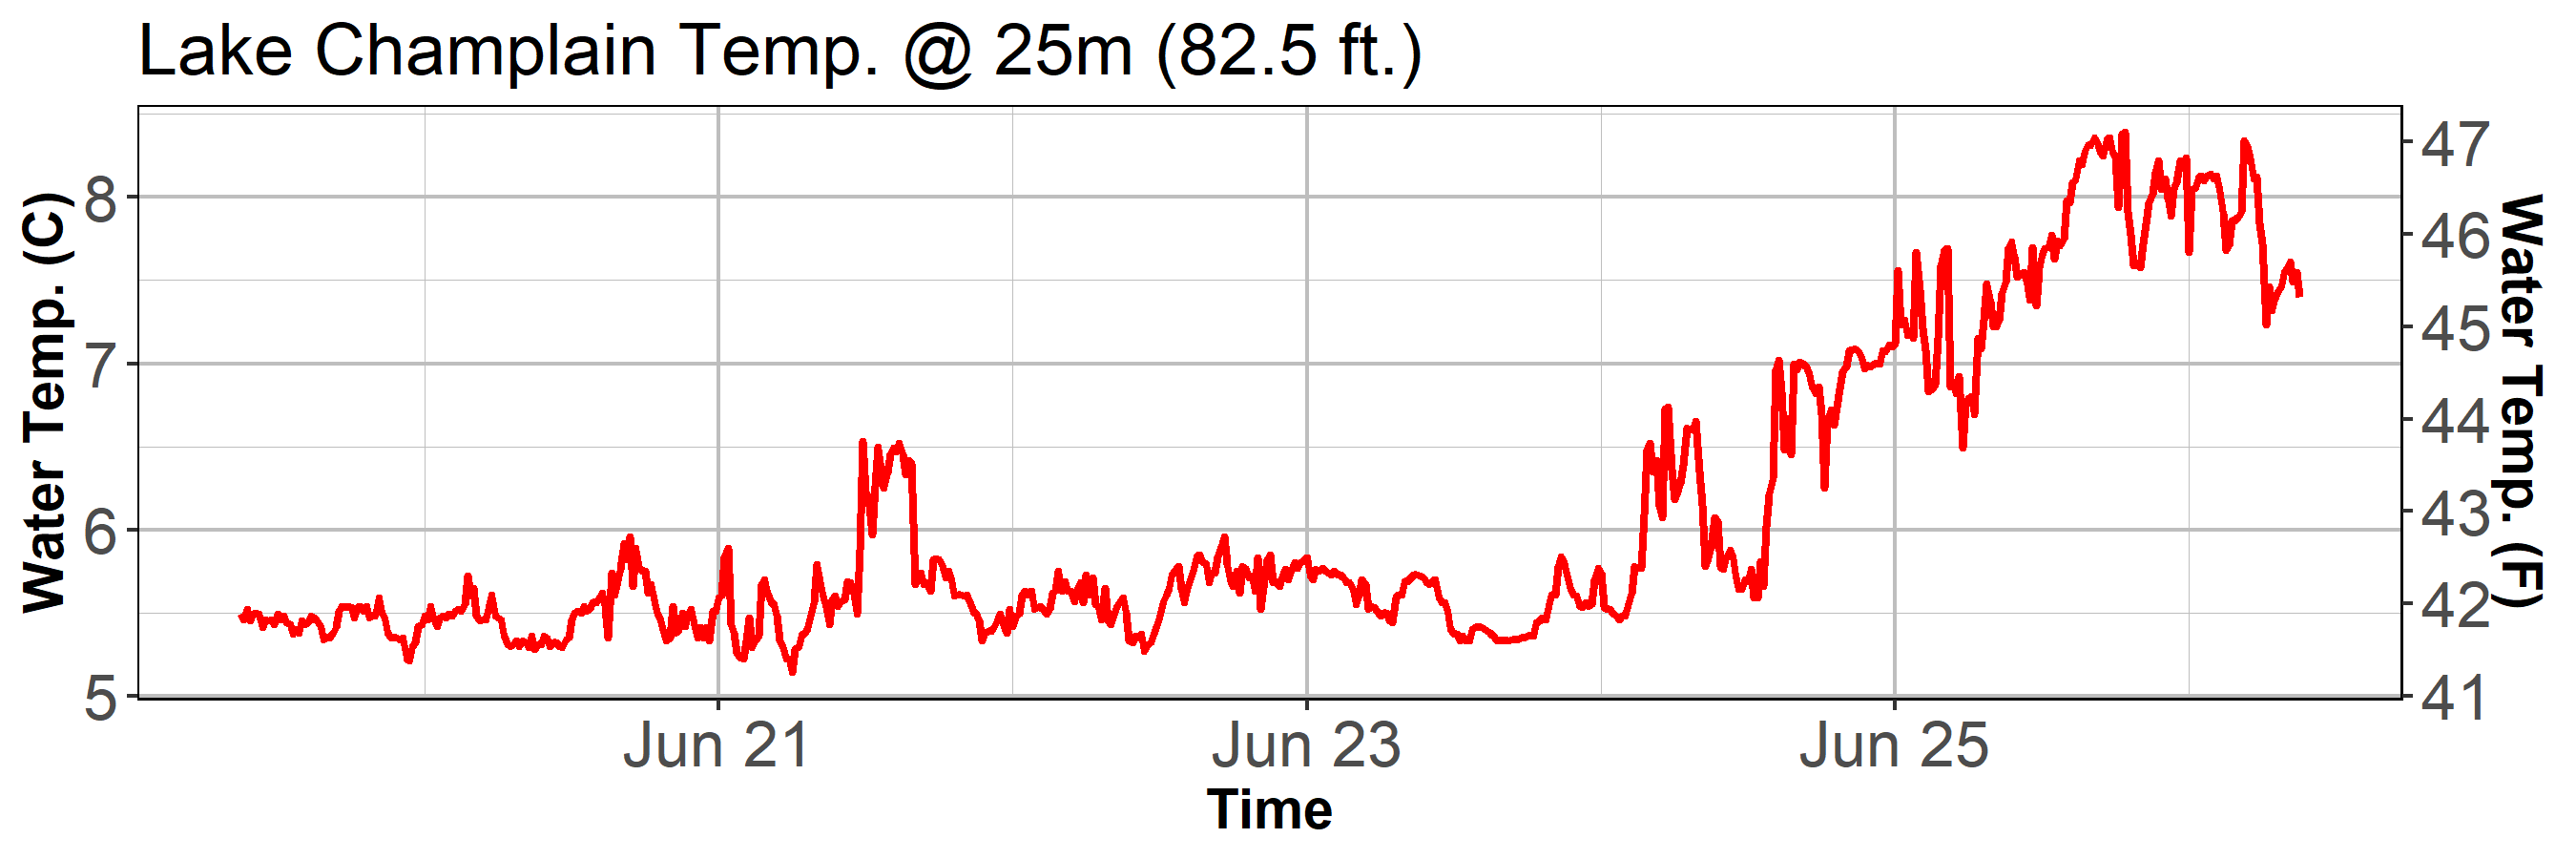 Lake Champlain Temp. @ 25m (82.5 ft.)
Water Temp. (C)
8
7
6
5
47
46
45
44
43
42
41
Water Temp. (F)
Jun 21 Jun 23 Jun 25
Time